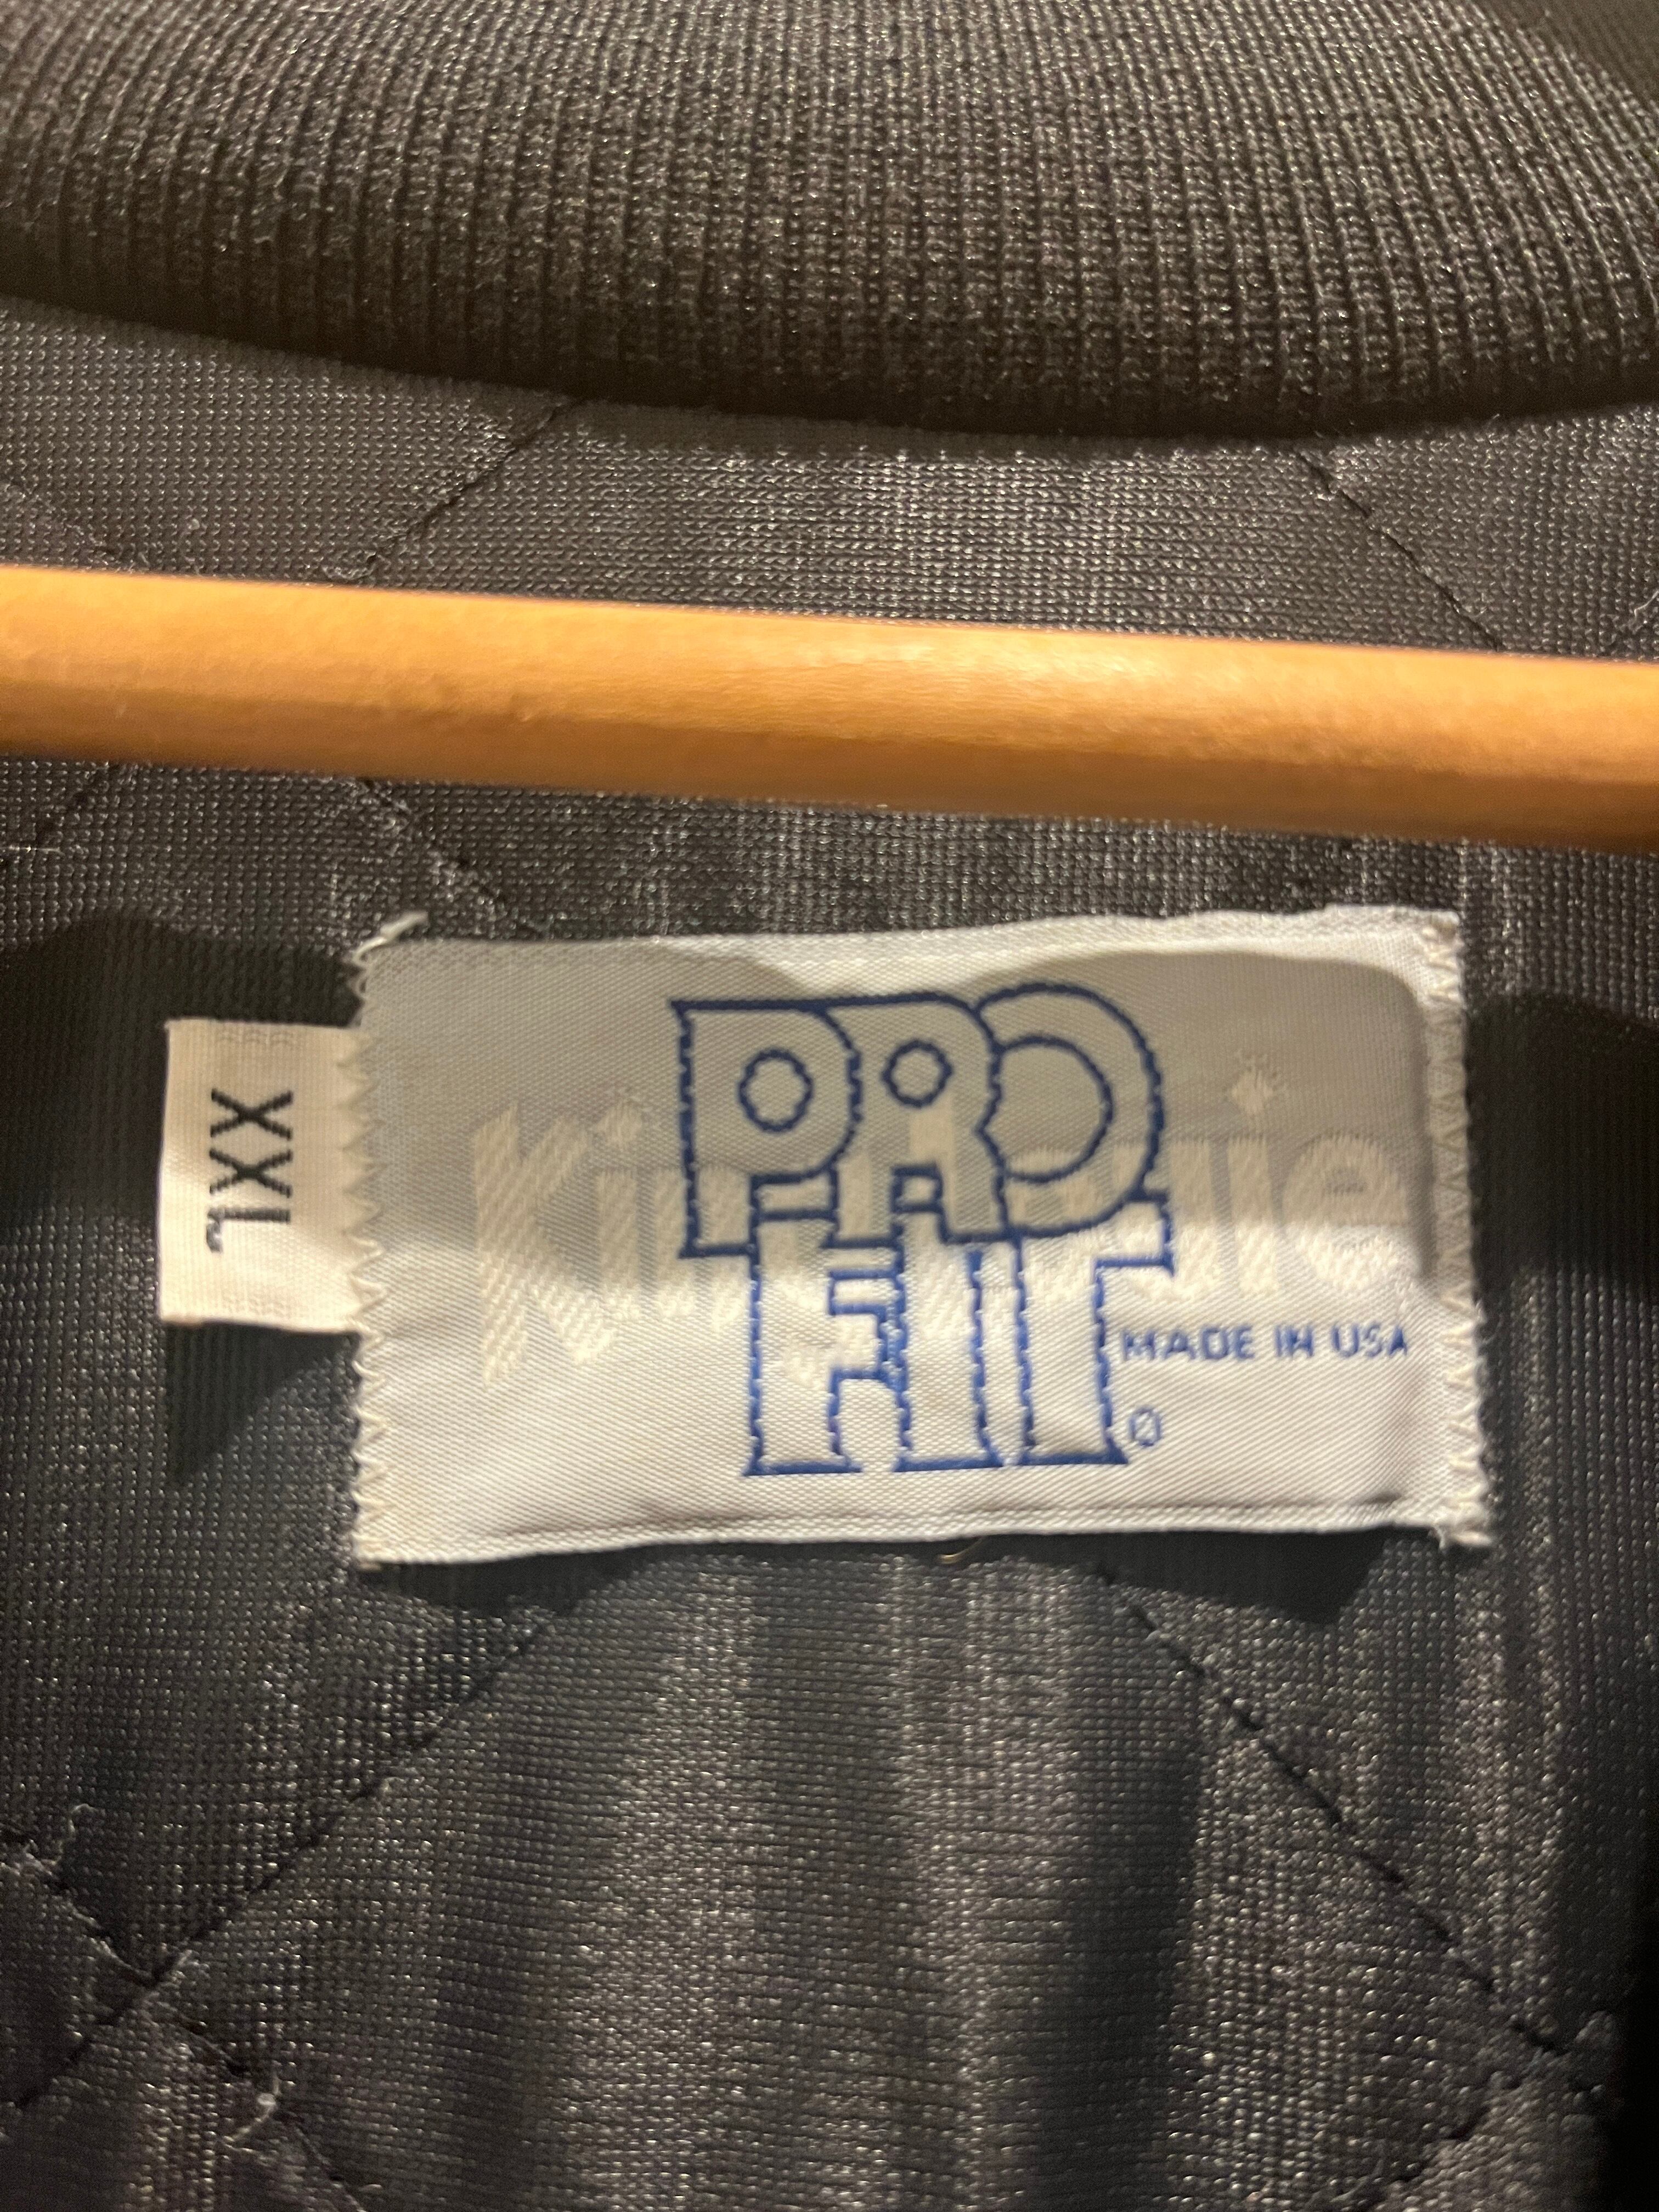 PRO
FIT
MADE IN USA
®
XXL